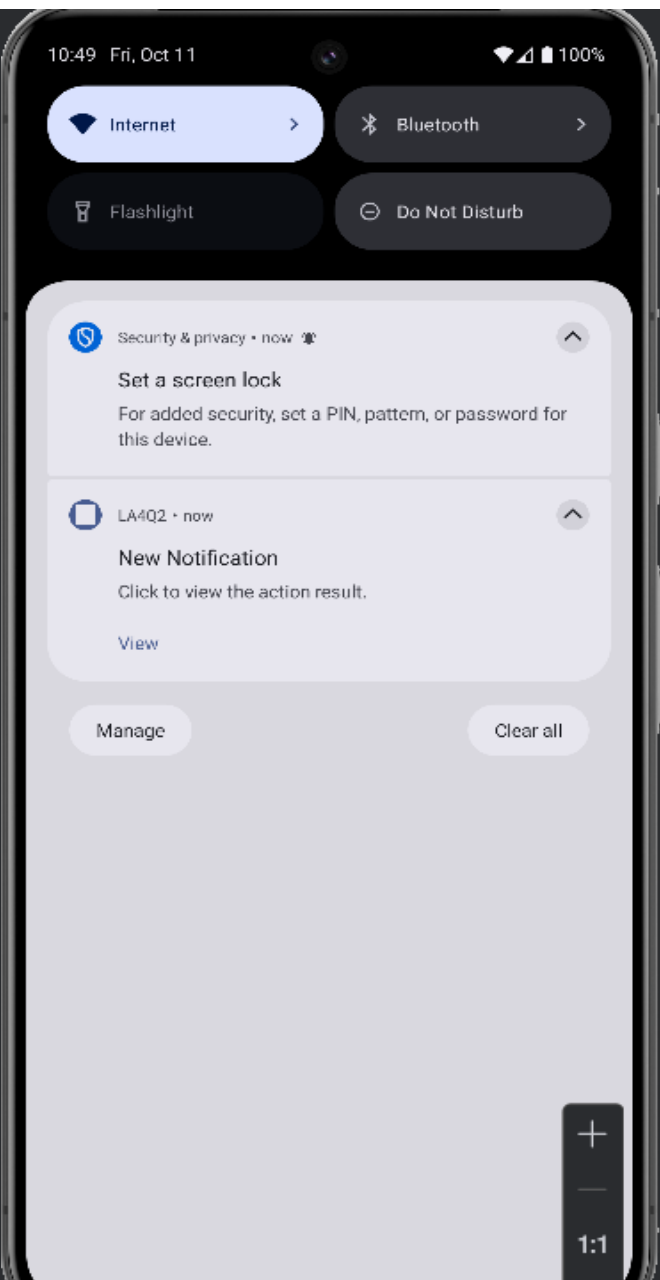 10:49 Fri, Oct 11 100%
Internet
Bluetooth
Flashlight
Do Not Disturb
Security & privacy • now
Set a screen lock
For added security, set a PIN, pattern, or password for
this device.
LA4Q2 • now
New Notification
Click to view the action result.
View
Manage
Clear all
1:1